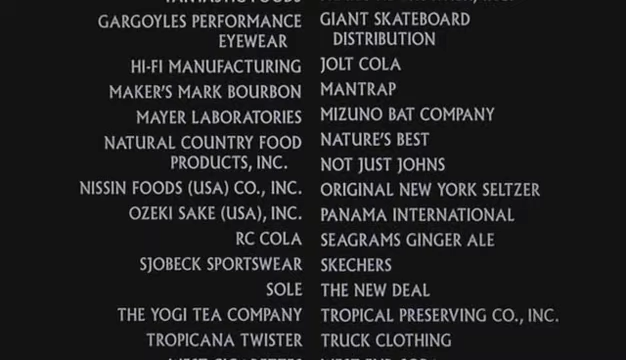 FANTASTIC FOODS
GARGOYLES PERFORMANCE
EYEWEAR
HI-FI MANUFACTURING
MAKER'S MARK BOURBON
MAYER LABORATORIES
NATURAL COUNTRY FOOD
PRODUCTS, INC.
NISSIN FOODS (USA) CO., INC.
OZEKI SAKE (USA), INC.
RC COLA
SJOBECK SPORTSWEAR
SOLE
THE YOGI TEA COMPANY
TROPICANA TWISTER
GIANT SKATEBOARD
DISTRIBUTION
JOLT COLA
MANTRAP
MIZUNO BAT COMPANY
NATURE'S BEST
NOT JUST JOHNS
ORIGINAL NEW YORK SELTZER
PANAMA INTERNATIONAL
SEAGRAMS GINGER ALE
SKECHERS
THE NEW DEAL
TROPICAL PRESERVING CO., INC.
TRUCK CLOTHING